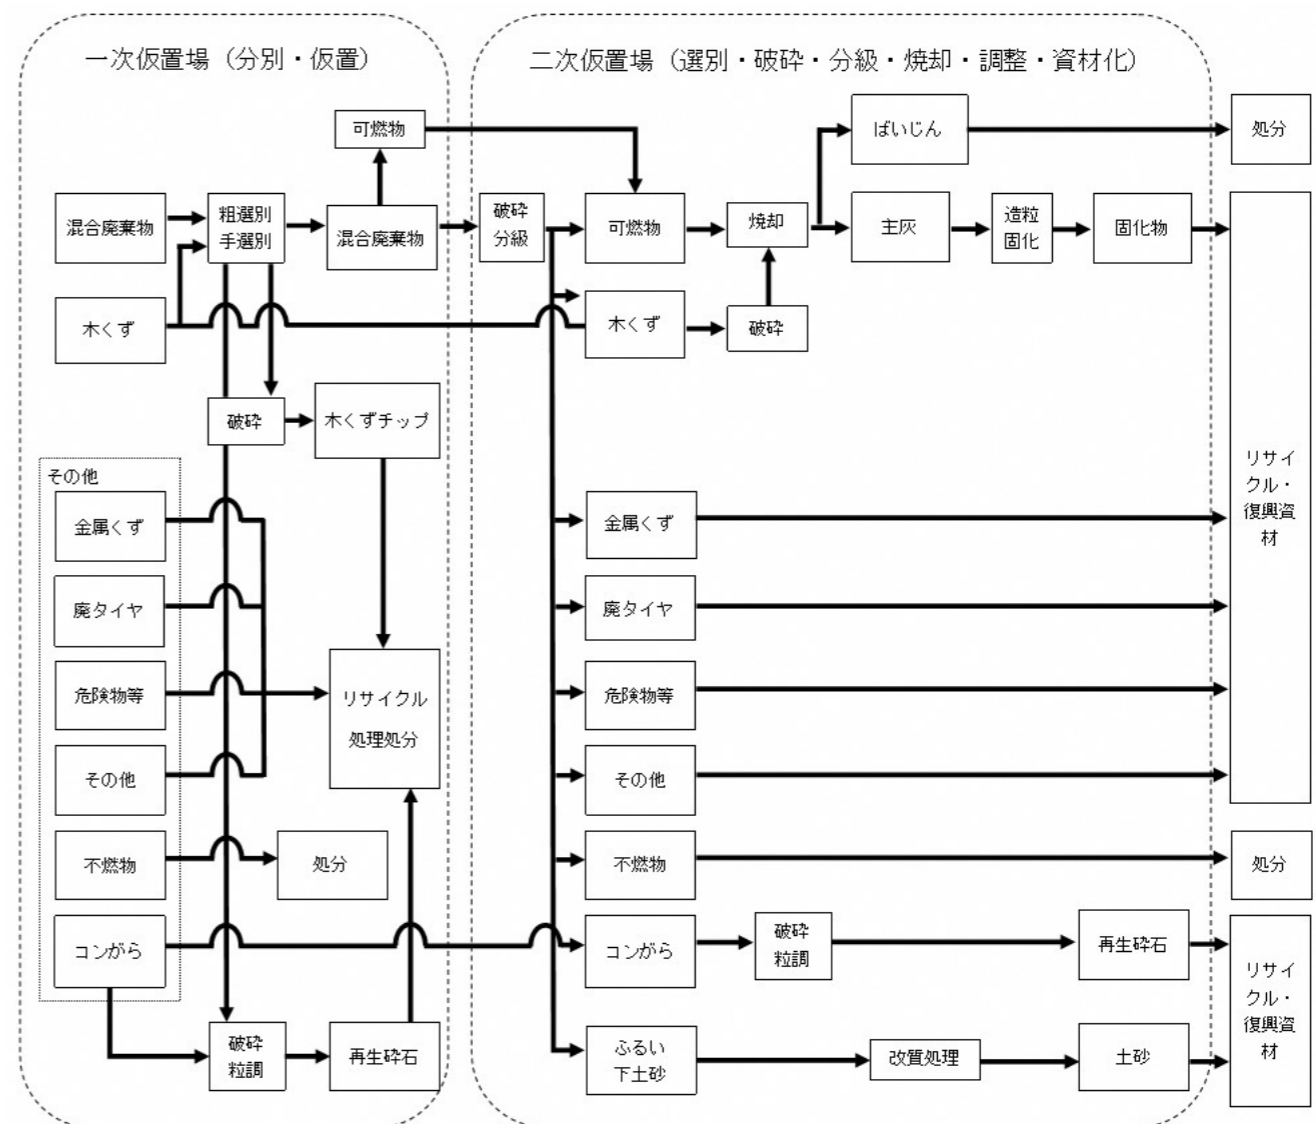 一次仮置場（分別・仮置）
二次仮置場（選別・破砕・分級・焼却・調整・資材化）
可燃物
混合廃棄物
粗選別
手選別
混合廃棄物
木くず
破砕
木くずチップ
その他
金属くず
廃タイヤ
危険物等
その他
不燃物
コンがら
リサイクル
処理処分
処分
破砕
粒調
再生砕石
破砕
分級
可燃物
焼却
ばいじん
主灰
造粒
固化
固化物
木くず
破砕
金属くず
廃タイヤ
危険物等
その他
不燃物
コンがら
破砕
粒調
再生砕石
ふるい
下土砂
改質処理
土砂
処分
リサイ
クル・
復興資
材
処分
リサイ
クル・
復興資
材